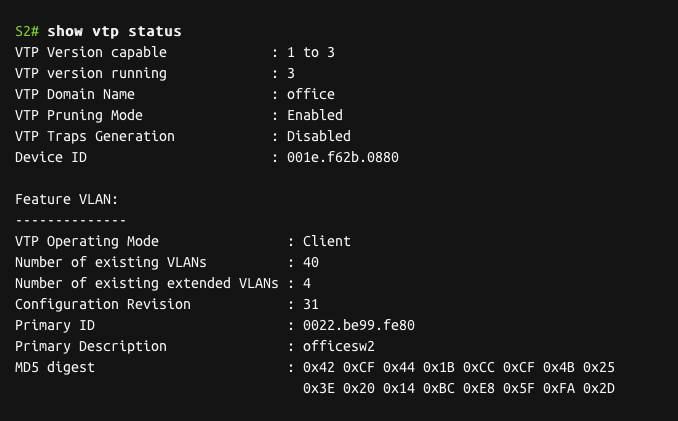 S2# show vtp status
VTP Version capable : 1 to 3
VTP version running : 3
VTP Domain Name : office
VTP Pruning Mode : Enabled
VTP Traps Generation : Disabled
Device ID : 001e.f62b.0880
Feature VLAN:
--------------
VTP Operating Mode : Client
Number of existing VLANs : 40
Number of existing extended VLANs : 4
Configuration Revision : 31
Primary ID : 0022.be99.fe80
Primary Description : officesw2
MD5 digest : 0x42 0xCF 0x44 0x1B 0xCC 0xCF 0x4B 0x25
0x3E 0x20 0x14 0xBC 0xE8 0x5F 0xFA 0x2D